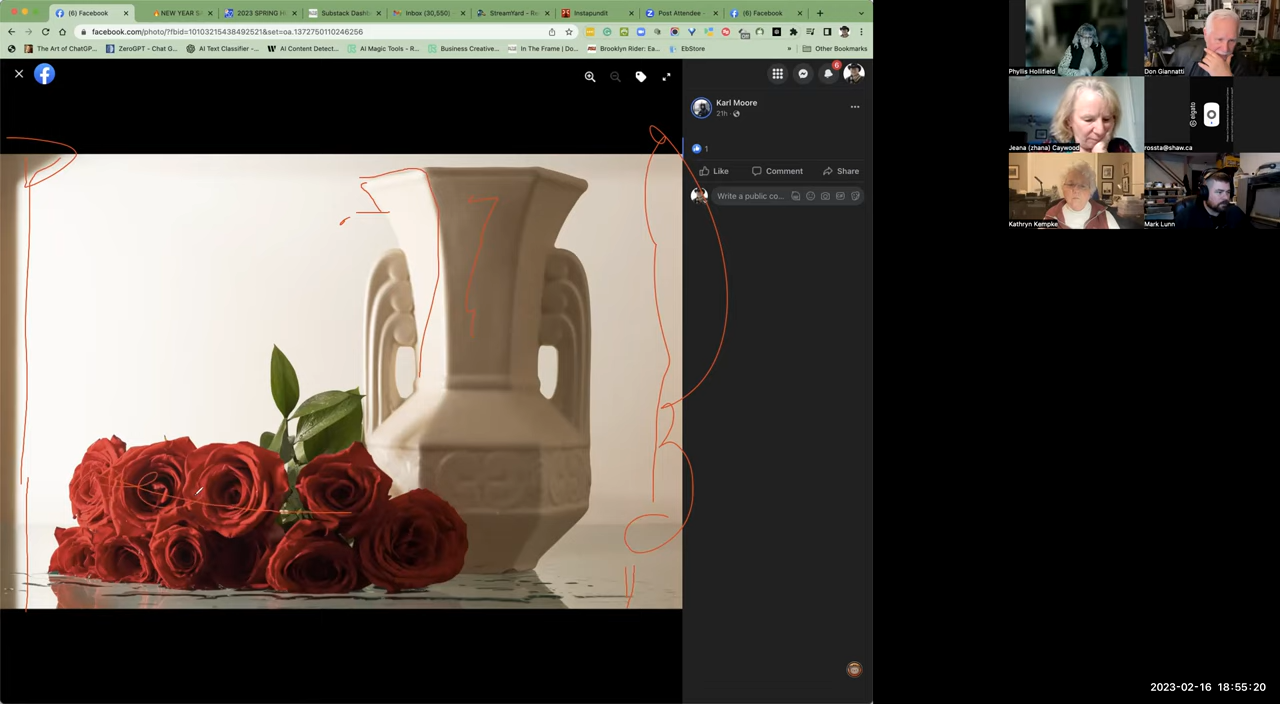 (6) Facebook
NEW YEAR S
2023 SPRING H
Substack Dashb
Inbox (30,550)
StreamYard - Re
Instapundit
Post Attendee -
(6) Facebook
facebook.com/photo/?fbid=10103215438492521&set=oa.1372750110246256
The Art of ChatGP...
ZeroGPT - Chat G...
AI Text Classifier -...
AI Content Detect...
AI Magic Tools - R...
Business Creative...
In The Frame | Do...
Brooklyn Rider: Ea...
EbStore
»
Other Bookmarks
6
Karl Moore
21h
1
Like
Comment
Share
Write a public co...
Phyllis Hollifield
Don Giannatti
elgato
Jeana (zhana) Caywood
rossta@shaw.ca
Kathryn Kempke
Mark Lunn
2023-02-16 18:55:20